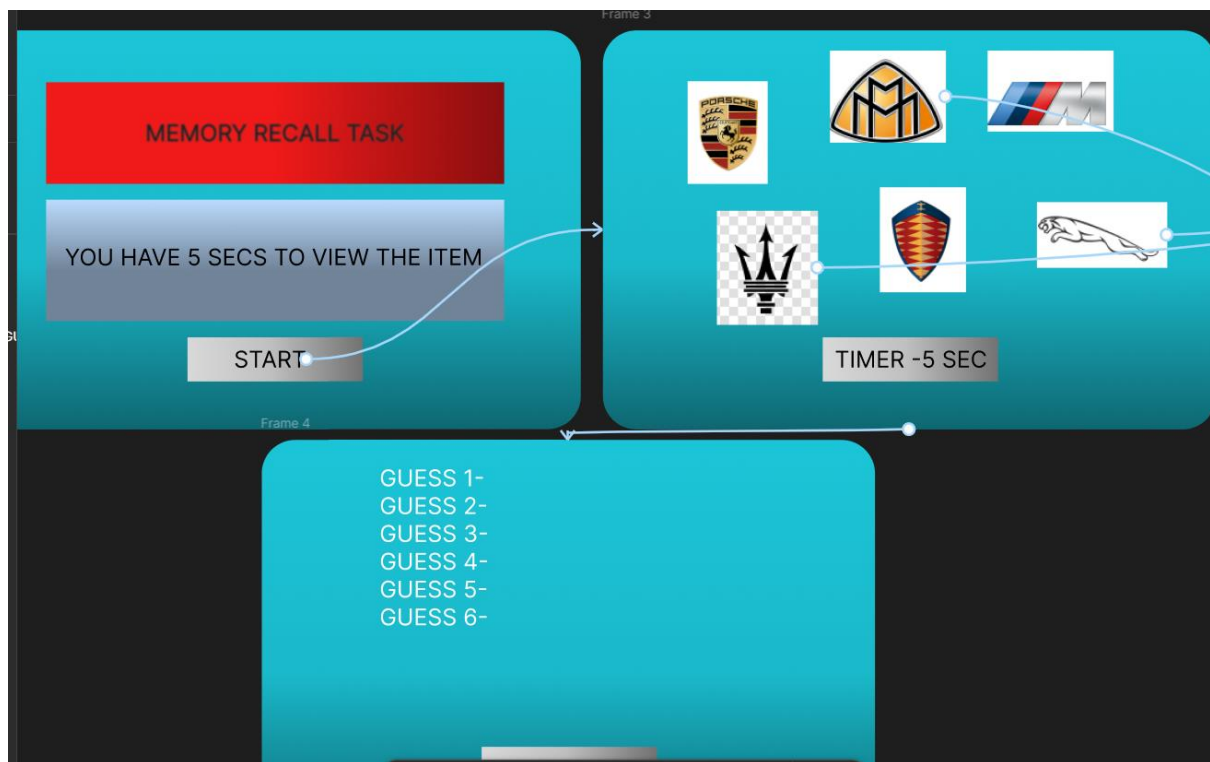 Frame 3
MEMORY RECALL TASK
YOU HAVE 5 SECS TO VIEW THE ITEM
START
PORSCHE
M
TIMER -5 SEC
Frame 4
GUESS 1-
GUESS 2-
GUESS 3-
GUESS 4-
GUESS 5-
GUESS 6-